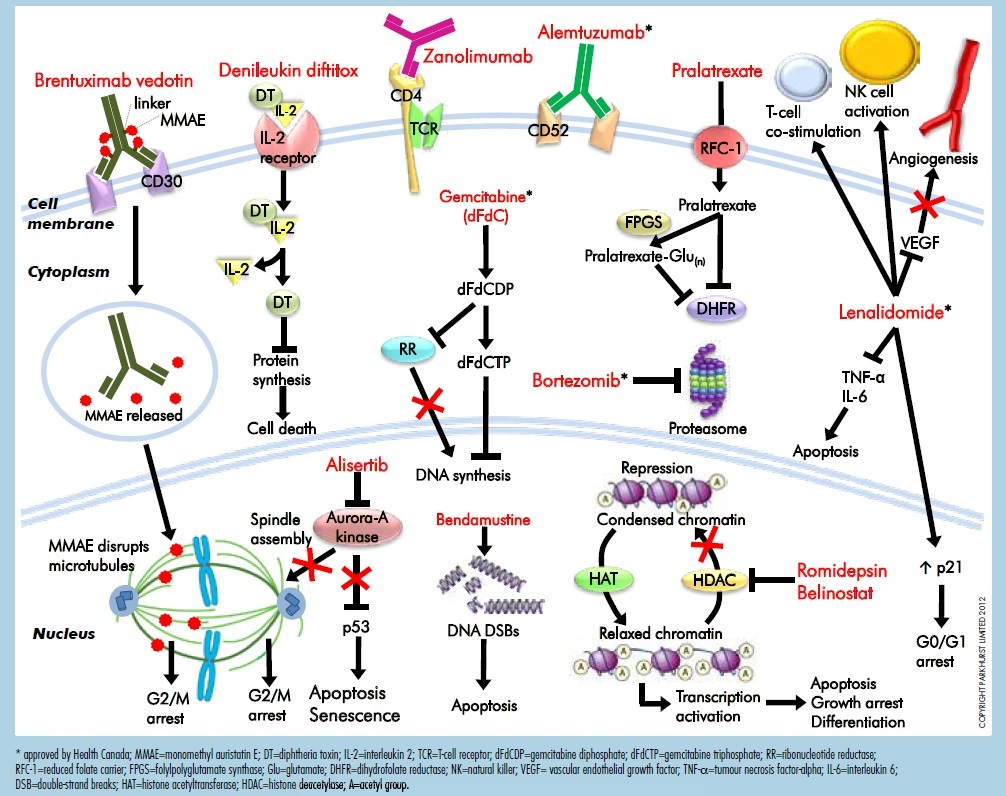 Brentuximab vedotin
linker
MMAE
CD30
Denileukin diftitox
DT
IL-2
IL-2
receptor
DT
IL-2
IL-2
DT
Protein
synthesis
Cell death
Zanolimumab
CD4
TCR
Alemtuzumab*
CD52
Pralatrexate
RFC-1
Pralatrexate
FPGS
Pralatrexate-Glu(n)
DHFR
T-cell
co-stimulation
NK cell
activation
Angiogenesis
VEGF
Lenalidomide*
TNF-α
IL-6
Apoptosis
↑ p21
G0/G1
arrest
Cell
membrane
Cytoplasm
MMAE released
Gemcitabine*
(dFdC)
dFdCDP
RR
dFdCTP
DNA synthesis
Bortezomib*
Proteasome
MMAE disrupts
microtubules
Nucleus
G2/M
arrest
G2/M
arrest
Alisertib
Aurora-A
kinase
Spindle
assembly
p53
Apoptosis
Senescence
Bendamustine
DNA DSBs
Apoptosis
Repression
A
A
A
Condensed chromatin
HAT
HDAC
Romidepsin
Belinostat
Relaxed chromatin
A
A
A
A
A
A
A
A
Transcription
activation
Apoptosis
Growth arrest
Differentiation
COPYRIGHT PARKHURST LIMITED 2012
* approved by Health Canada; MMAE=monomethyl auristatin E; DT=diphtheria toxin; IL-2=interleukin 2; TCR=T-cell receptor; dFdCDP=gemcitabine diphosphate; dFdCTP=gemcitabine triphosphate; RR=ribonucleotide reductase;
RFC-1=reduced folate carrier; FPGS=folylpolyglutamate synthase; Glu=glutamate; DHFR=dihydrofolate reductase; NK=natural killer; VEGF= vascular endothelial growth factor; TNF-α=tumour necrosis factor-alpha; IL-6=interleukin 6;
DSB=double-strand breaks; HAT=histone acetyltransferase; HDAC=histone deacetylase; A=acetyl group.